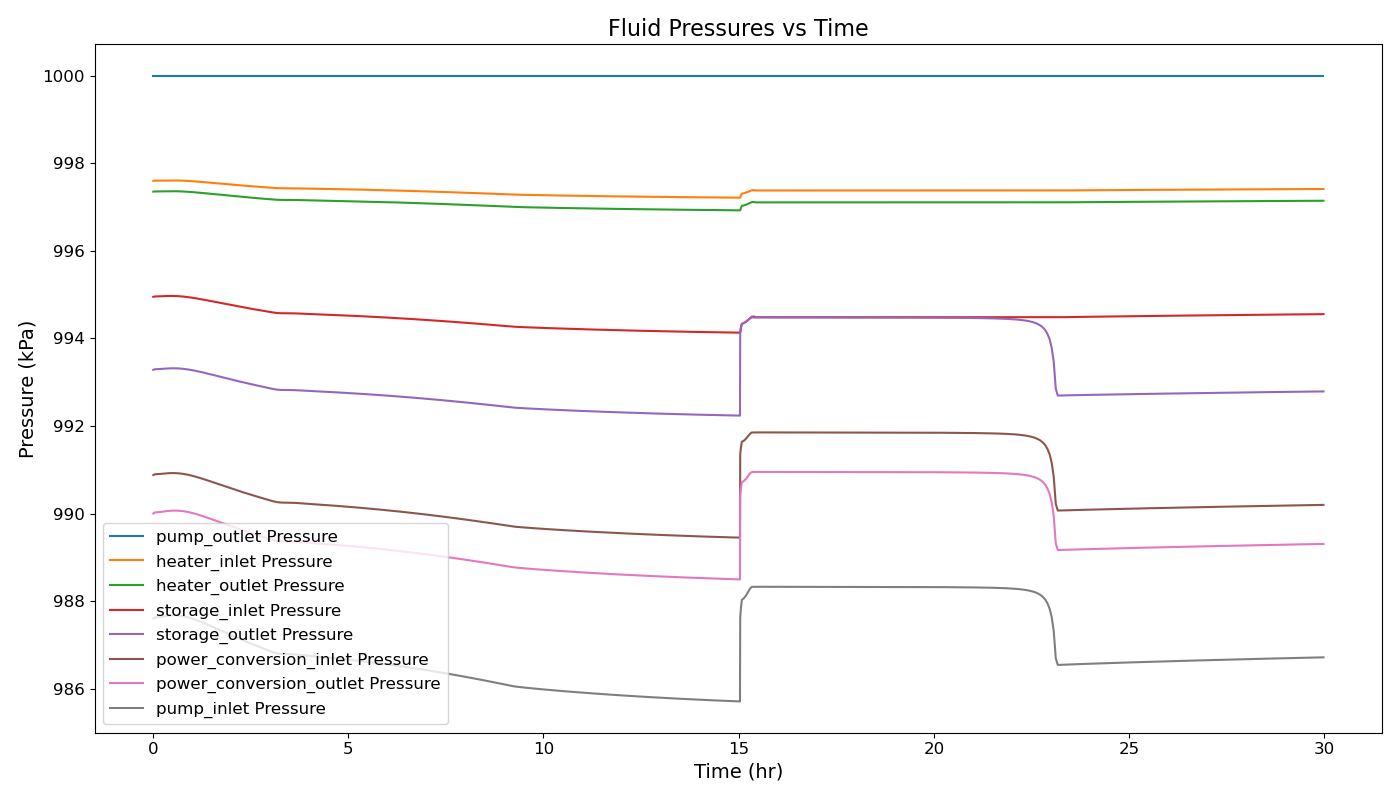 Fluid Pressures vs Time
Pressure (kPa)
1000
998
996
994
992
990
988
986
pump_outlet Pressure
heater_inlet Pressure
heater_outlet Pressure
storage_inlet Pressure
storage_outlet Pressure
power_conversion_inlet Pressure
power_conversion_outlet Pressure
pump_inlet Pressure
0 5 10 15 20 25 30
Time (hr)